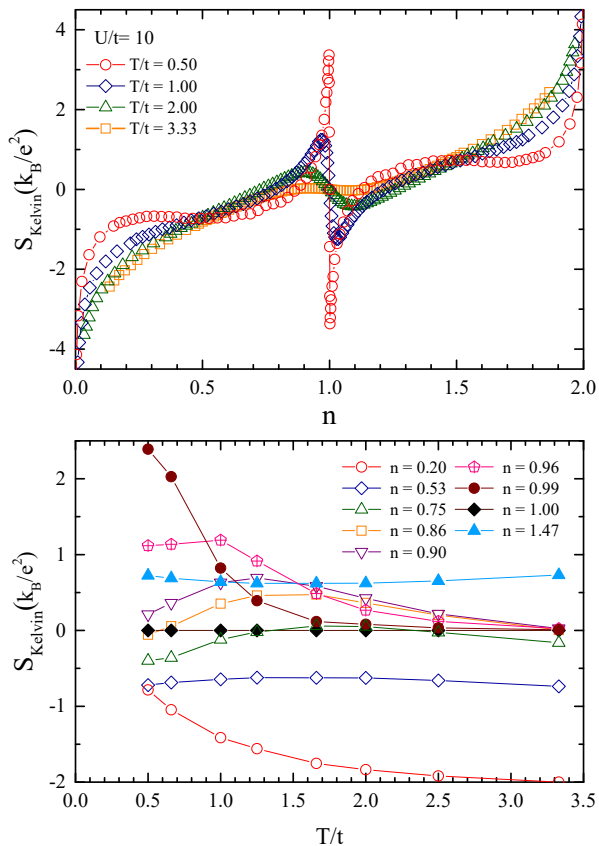 4
2
0
-2
-4
S_Kelvin(k_B/e²)
U/t= 10
T/t = 0.50
T/t = 1.00
T/t = 2.00
T/t = 3.33
0.0 0.5 1.0 1.5 2.0
n
2
1
0
-1
-2
S_Kelvin(k_B/e²)
n = 0.20 n = 0.96
n = 0.53 n = 0.99
n = 0.75 n = 1.00
n = 0.86 n = 1.47
n = 0.90
0.0 0.5 1.0 1.5 2.0 2.5 3.0 3.5
T/t